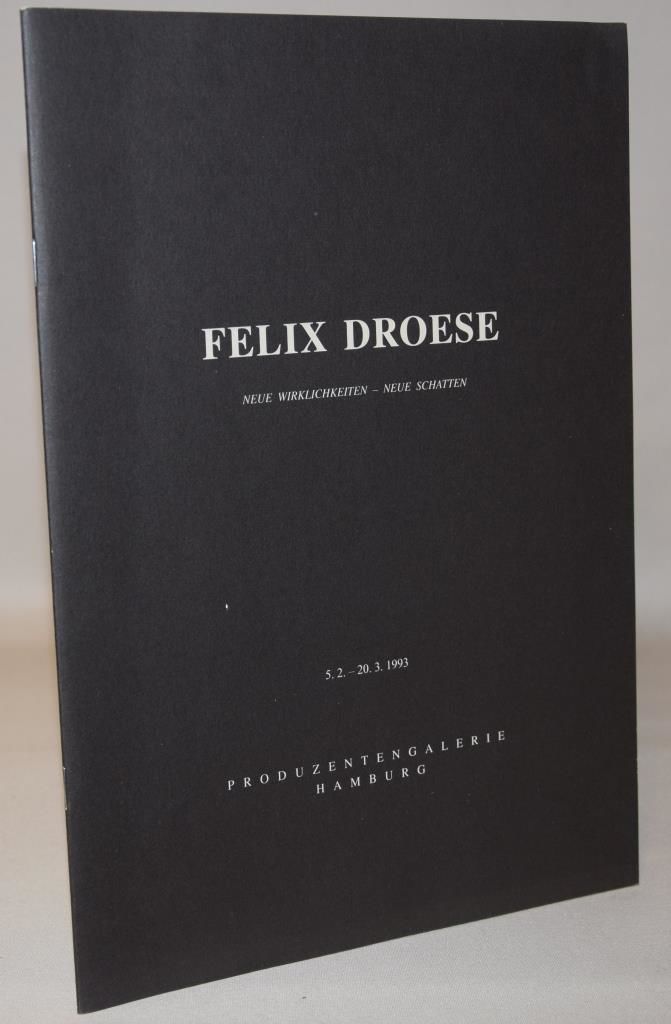 FELIX DROESE
NEUE WIRKLICHKEITEN – NEUE SCHATTEN
5. 2. – 20. 3. 1993
PRODUZENTENGALERIE
HAMBURG